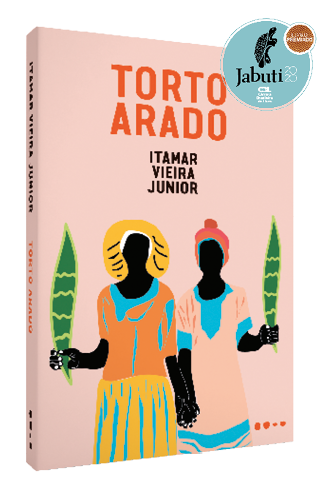 TORTO
ARADO
ITAMAR
VIEIRA
JUNIOR
ITAMAR VIEIRA JUNIOR
TORTO ARADO
Jabuti